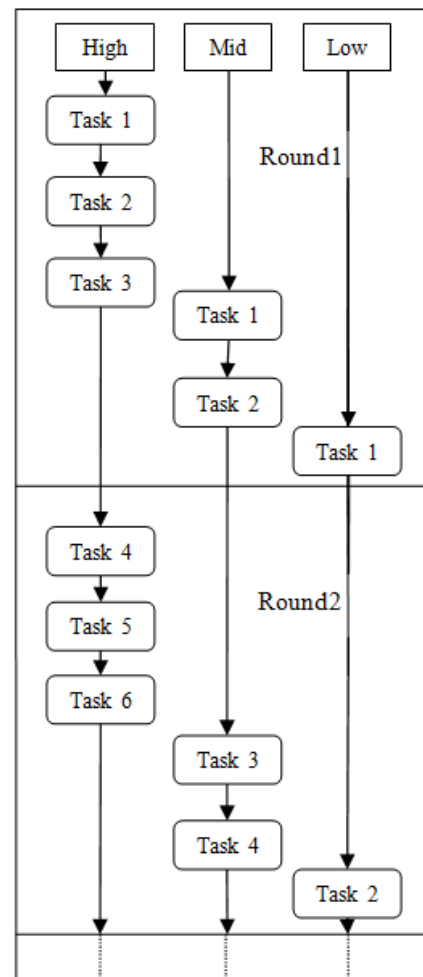 High Mid Low
Task 1
Round1
Task 2
Task 3
Task 1
Task 2
Task 1
Task 4
Round2
Task 5
Task 6
Task 3
Task 4
Task 2